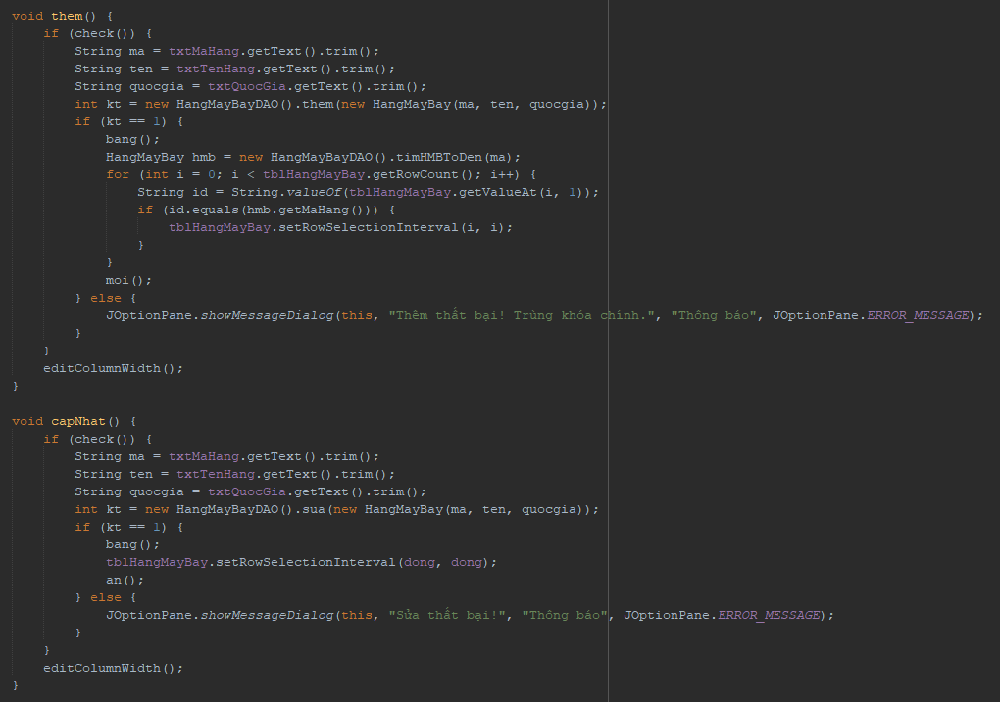 void them() {
    if (check()) {
        String ma = txtMaHang.getText().trim();
        String ten = txtTenHang.getText().trim();
        String quocgia = txtQuocGia.getText().trim();
        int kt = new HangMayBayDAO().them(new HangMayBay(ma, ten, quocgia));
        if (kt == 1) {
            bang();
            HangMayBay hmb = new HangMayBayDAO().timHMBToDen(ma);
            for (int i = 0; i < tblHangMayBay.getRowCount(); i++) {
                String id = String.valueOf(tblHangMayBay.getValueAt(i, 1));
                if (id.equals(hmb.getMaHang())) {
                    tblHangMayBay.setRowSelectionInterval(i, i);
                }
            }
            moi();
        } else {
            JOptionPane.showMessageDialog(this, "Thêm thất bại! Trùng khóa chính.", "Thông báo", JOptionPane.ERROR_MESSAGE);
        }
    }
    editColumnWidth();
}

void capNhat() {
    if (check()) {
        String ma = txtMaHang.getText().trim();
        String ten = txtTenHang.getText().trim();
        String quocgia = txtQuocGia.getText().trim();
        int kt = new HangMayBayDAO().sua(new HangMayBay(ma, ten, quocgia));
        if (kt == 1) {
            bang();
            tblHangMayBay.setRowSelectionInterval(dong, dong);
            an();
        } else {
            JOptionPane.showMessageDialog(this, "Sửa thất bại!", "Thông báo", JOptionPane.ERROR_MESSAGE);
        }
    }
    editColumnWidth();
}